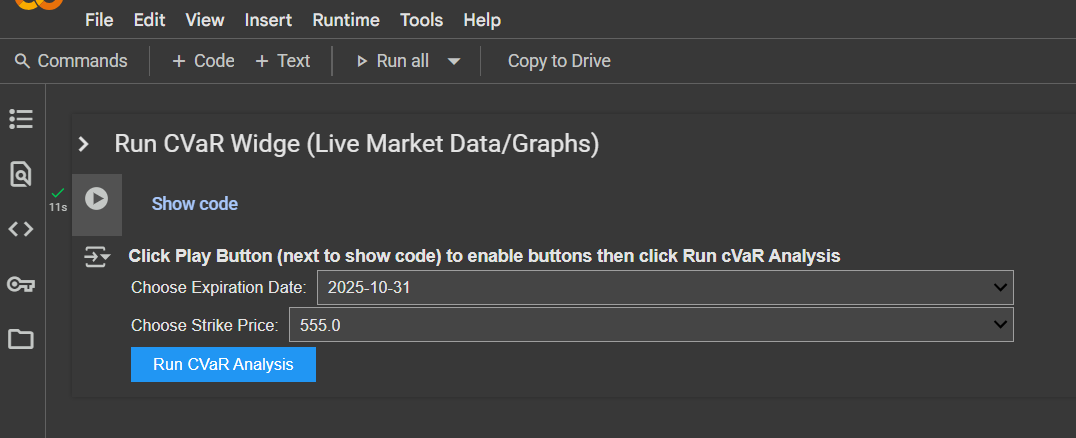 File Edit View Insert Runtime Tools Help
Commands + Code + Text Run all Copy to Drive
Run CVaR Widge (Live Market Data/Graphs)
11s
Show code
Click Play Button (next to show code) to enable buttons then click Run cVaR Analysis
Choose Expiration Date: 2025-10-31
Choose Strike Price: 555.0
Run CVaR Analysis